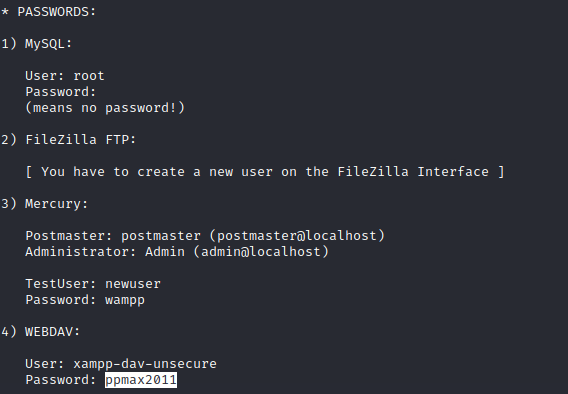 * PASSWORDS:
1) MySQL:
User: root
Password:
(means no password!)
2) FileZilla FTP:
[ You have to create a new user on the FileZilla Interface ]
3) Mercury:
Postmaster: postmaster (postmaster@localhost)
Administrator: Admin (admin@localhost)
TestUser: newuser
Password: wampp
4) WEBDAV:
User: xampp-dav-unsecure
Password: ppmax2011